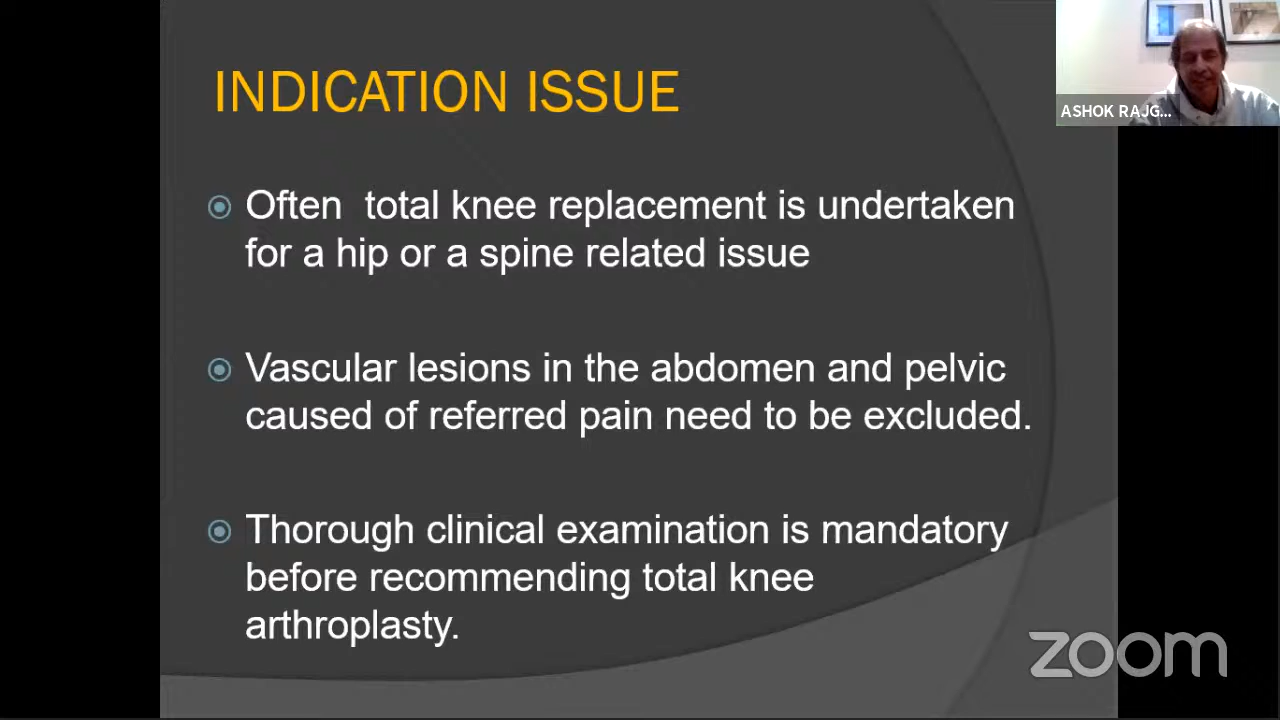 INDICATION ISSUE
Often total knee replacement is undertaken
for a hip or a spine related issue
Vascular lesions in the abdomen and pelvic
caused of referred pain need to be excluded.
Thorough clinical examination is mandatory
before recommending total knee
arthroplasty.
ASHOK RAJG...
zoom